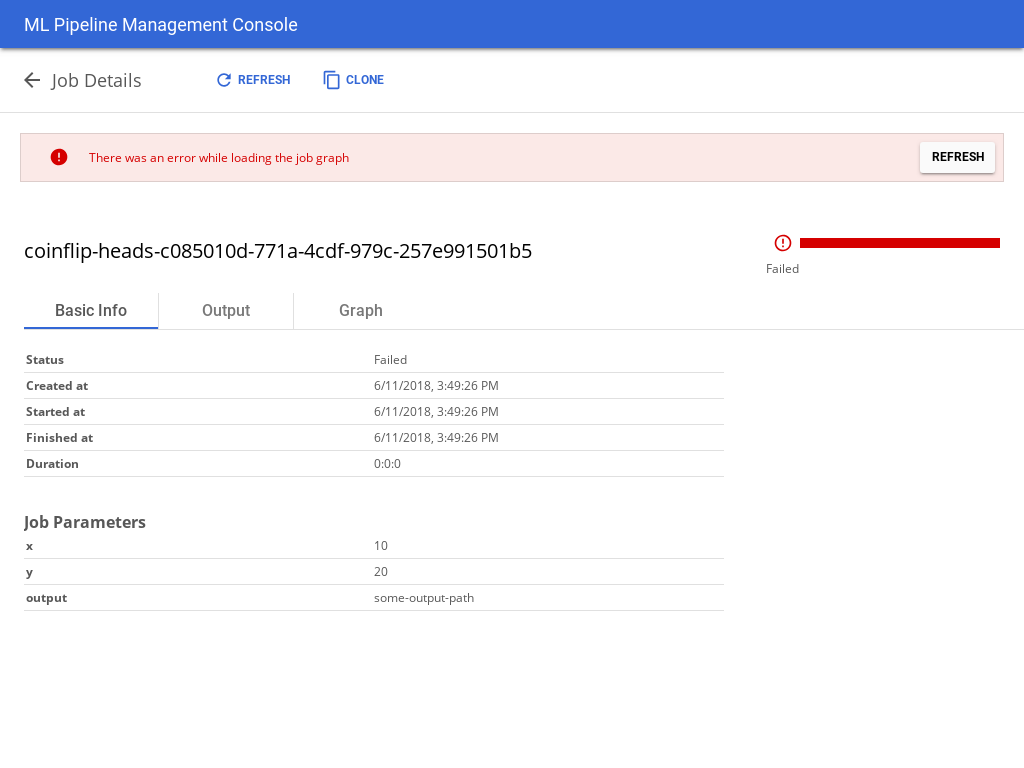 ML Pipeline Management Console
Job Details
REFRESH
CLONE
There was an error while loading the job graph
REFRESH
coinflip-heads-c085010d-771a-4cdf-979c-257e991501b5
Failed
Basic Info
Output
Graph
Status Failed
Created at 6/11/2018, 3:49:26 PM
Started at 6/11/2018, 3:49:26 PM
Finished at 6/11/2018, 3:49:26 PM
Duration 0:0:0
Job Parameters
x 10
y 20
output some-output-path